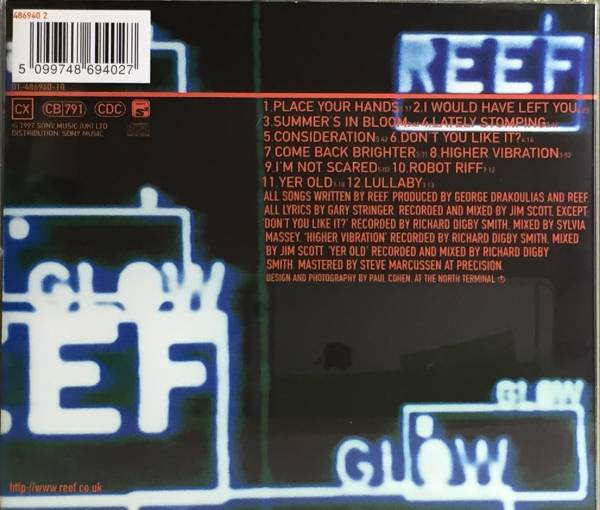 486940 2
5 099748 694027
01-486940-10
CX CB 791 CDC S
℗ 1997 SONY MUSIC (UK) LTD
DISTRIBUTION. SONY MUSIC
REEF
1.PLACE YOUR HANDS 2.I WOULD HAVE LEFT YOU
3.SUMMER'S IN BLOOM 4.LATELY STOMPING
5.CONSIDERATION 6.DON'T YOU LIKE IT?
7.COME BACK BRIGHTER 8.HIGHER VIBRATION
9.I'M NOT SCARED 10.ROBOT RIFF
11.YER OLD 12.LULLABY
ALL SONGS WRITTEN BY REEF. PRODUCED BY GEORGE DRAKOULIAS AND REEF.
ALL LYRICS BY GARY STRINGER. RECORDED AND MIXED BY JIM SCOTT. EXCEPT
DON'T YOU LIKE IT?' RECORDED BY RICHARD DIGBY SMITH. MIXED BY SYLVIA
MASSEY. 'HIGHER VIBRATION' RECORDED BY RICHARD DIGBY SMITH. MIXED
BY JIM SCOTT. 'YER OLD' RECORDED AND MIXED BY RICHARD DIGBY
SMITH. MASTERED BY STEVE MARCUSSEN AT PRECISION.
DESIGN AND PHOTOGRAPHY BY PAUL COHEN. AT THE NORTH TERMINAL
GLOW
EF
GLOW
GLOW
http://www.reef.co.uk